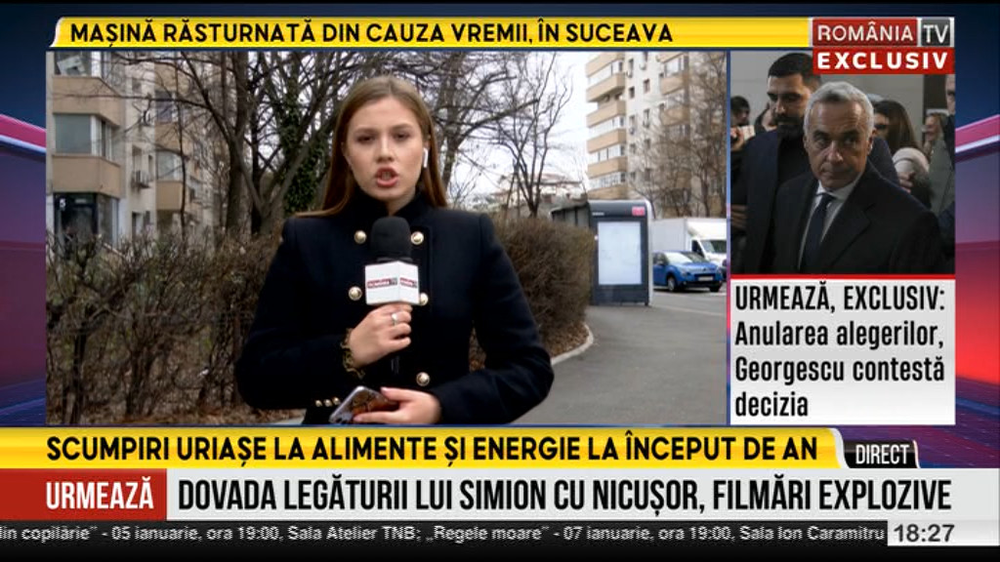 MAȘINĂ RĂSTURNATĂ DIN CAUZA VREMII, ÎN SUCEAVA
ROMÂNIA TV
EXCLUSIV
ROMÂNIA TV
URMEAZĂ, EXCLUSIV:
Anularea alegerilor,
Georgescu contestă
decizia
SCUMPIRI URIAȘE LA ALIMENTE ȘI ENERGIE LA ÎNCEPUT DE AN
DIRECT
URMEAZĂ
DOVADA LEGĂTURII LUI SIMION CU NICUȘOR, FILMĂRI EXPLOZIVE
din copilărie" - 05 ianuarie, ora 19:00, Sala Atelier TNB; „Regele moare" - 07 ianuarie, ora 19:00, Sala Ion Caramitru
18:27